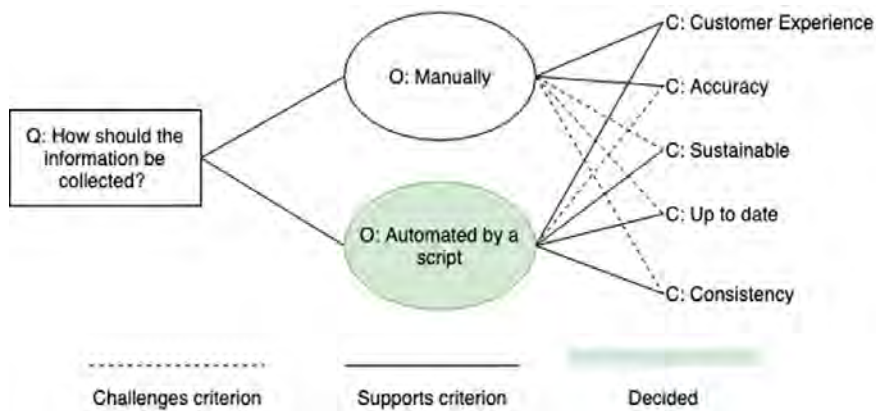 Q: How should the
information be
collected?
O: Manually
O: Automated by a
script
C: Customer Experience
C: Accuracy
C: Sustainable
C: Up to date
C: Consistency
Challenges criterion
Supports criterion
Decided